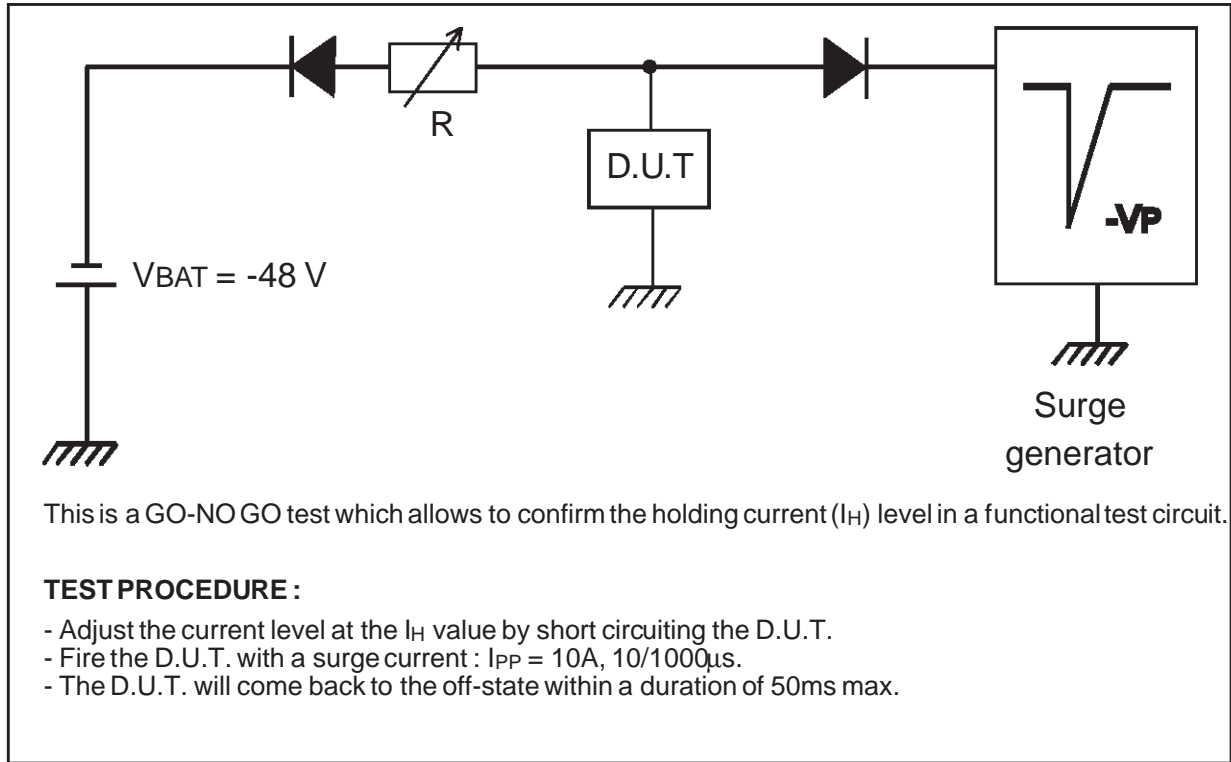 R
D.U.T
-VP
VBAT = -48 V
Surge
generator
This is a GO-NO GO test which allows to confirm the holding current (IH) level in a functional test circuit.
TEST PROCEDURE :
- Adjust the current level at the IH value by short circuiting the D.U.T.
- Fire the D.U.T. with a surge current : IPP = 10A, 10/1000μs.
- The D.U.T. will come back to the off-state within a duration of 50ms max.